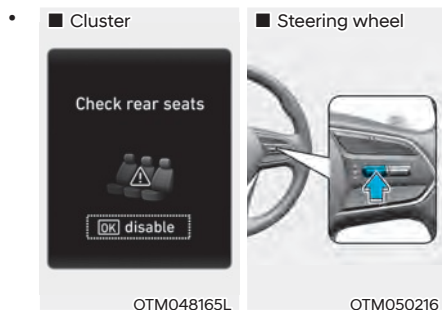 • ■ Cluster
■ Steering wheel
Check rear seats
OK disable
OTM048165L
OTM050216